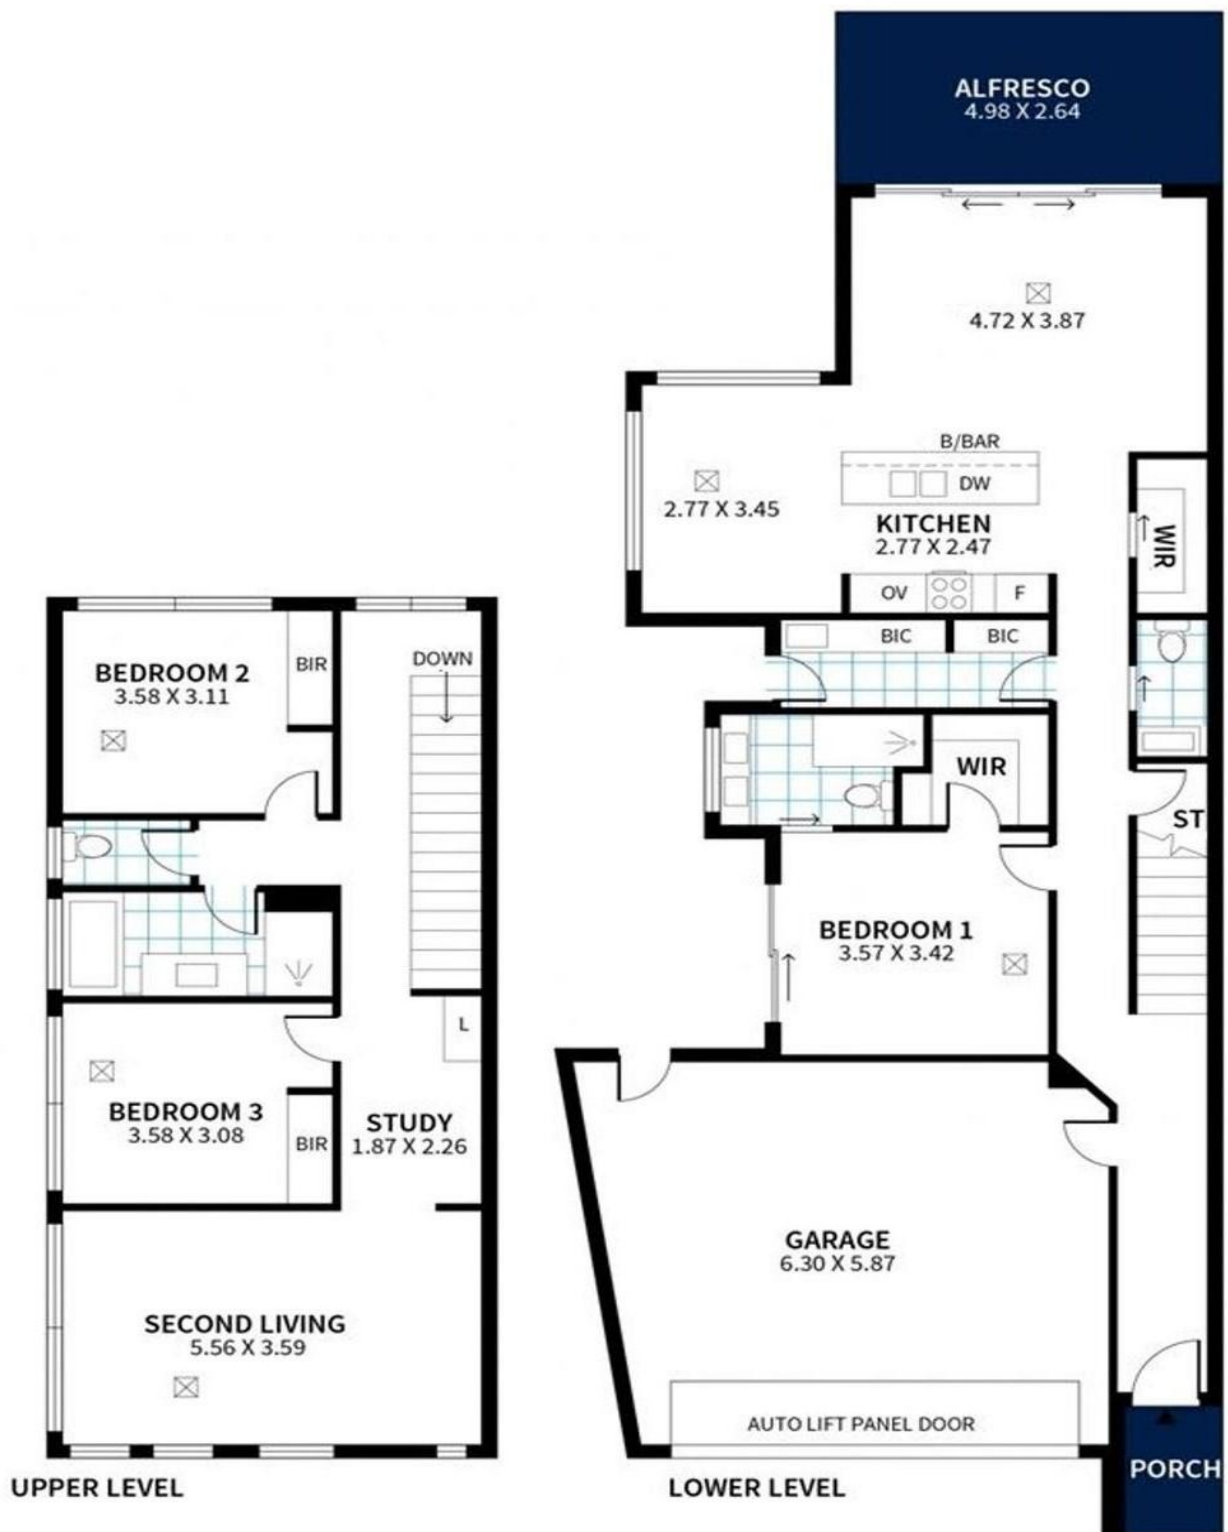 ALFRESCO
4.98 X 2.64
4.72 X 3.87
B/BAR
DW
2.77 X 3.45
KITCHEN
2.77 X 2.47
WIR
OV
F
BIC
BIC
WIR
ST
BEDROOM 1
3.57 X 3.42
GARAGE
6.30 X 5.87
AUTO LIFT PANEL DOOR
PORCH
LOWER LEVEL
BEDROOM 2
3.58 X 3.11
BIR
DOWN
L
BEDROOM 3
3.58 X 3.08
BIR
STUDY
1.87 X 2.26
SECOND LIVING
5.56 X 3.59
UPPER LEVEL